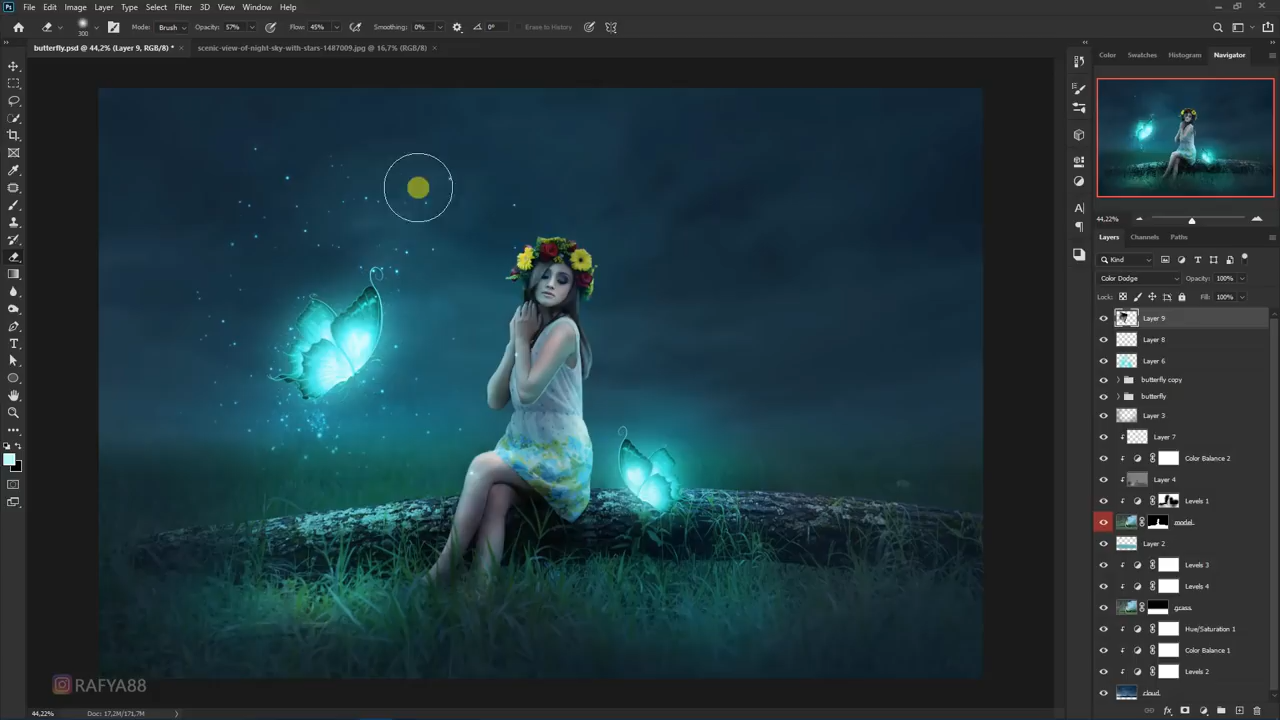 File Edit Image Layer Type Select Filter 3D View Window Help
300 Mode: Brush Opacity: 57% Flow: 45% Smoothing: 0% 0° Erase to History
butterfly.psd @ 44,2% (Layer 9, RGB/8) * × scenic-view-of-night-sky-with-stars-1487009.jpg @ 16,7% (RGB/8) ×
Color Swatches Histogram Navigator
44,22%
Layers Channels Paths
Kind
Color Dodge Opacity: 100%
Lock: Fill: 100%
Layer 9
Layer 8
Layer 6
butterfly copy
butterfly
Layer 3
Layer 7
Color Balance 2
Layer 4
Levels 1
model
Layer 2
Levels 3
Levels 4
grass
Hue/Saturation 1
Color Balance 1
Levels 2
cloud
RAFYA88
44,22% Doc: 17,2M/171,7M